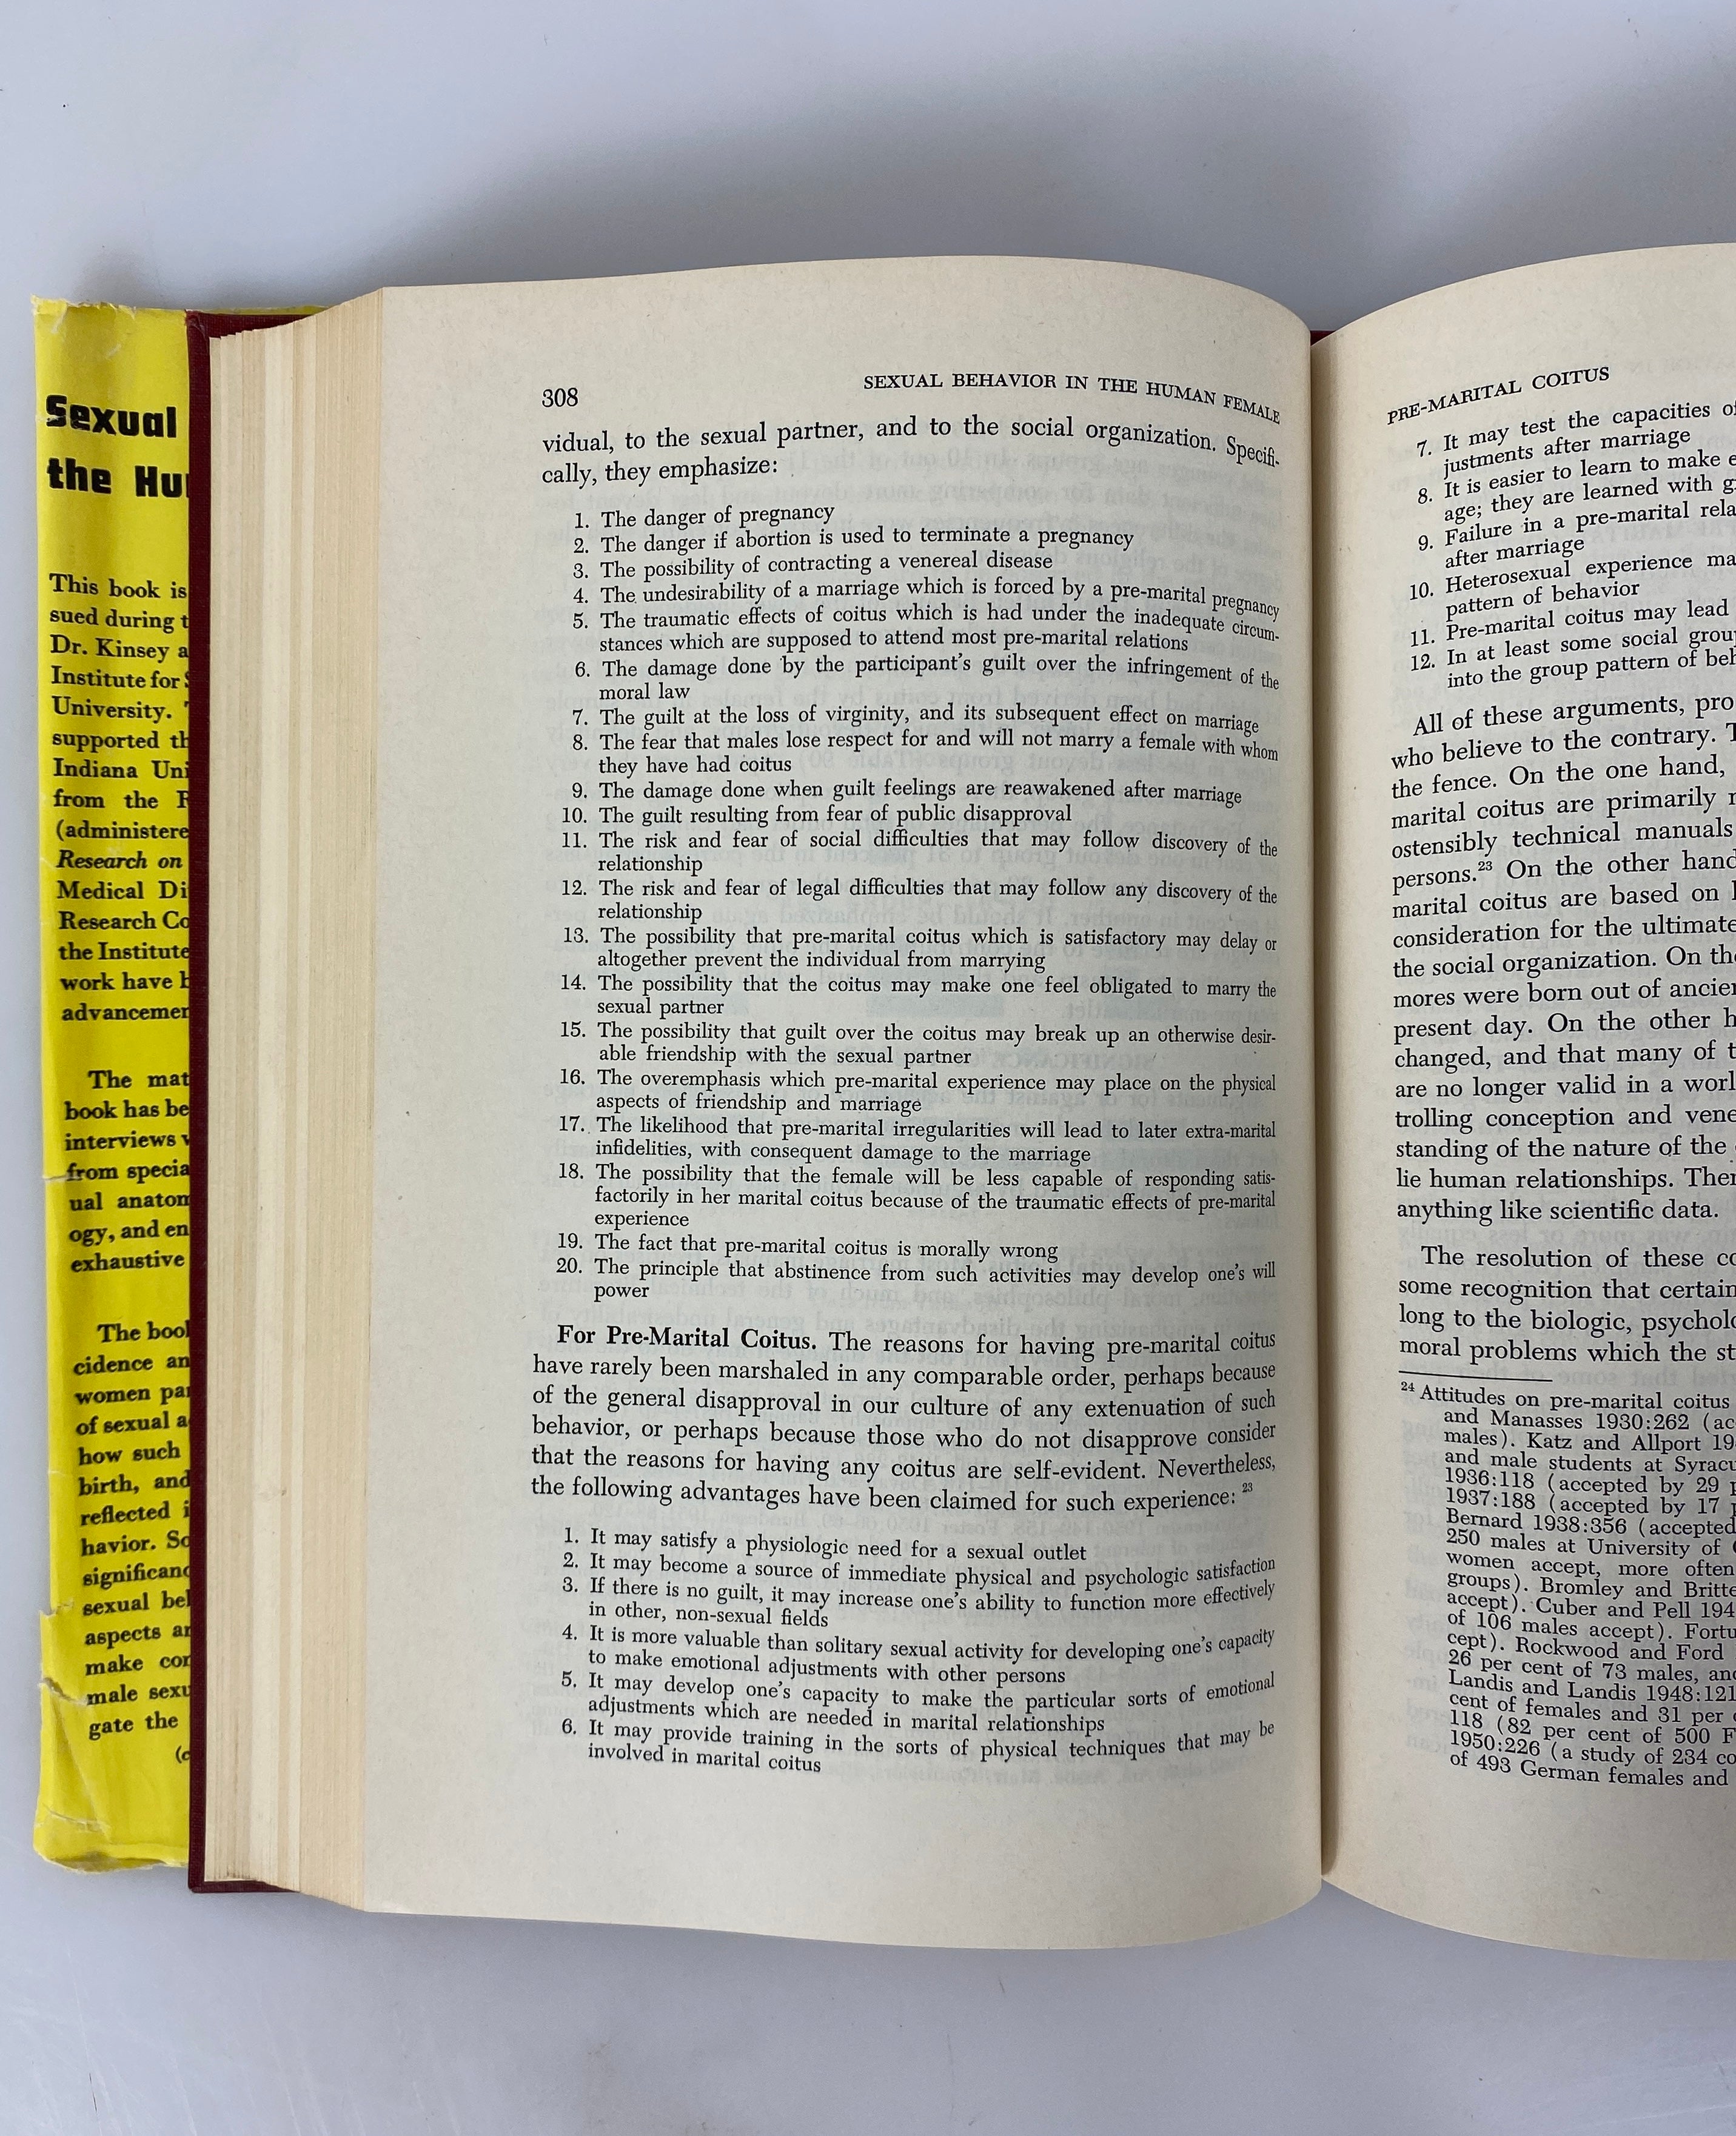 Sexual
the Hu
This book is
sued during t
Dr. Kinsey a
Institute for S
University. T
supported th
Indiana Uni
from the R
(administere
Research on
Medical Di
Research Co
the Institute
work have b
advancemen
The mat
book has be
interviews w
from specia
ual anatom
ogy, and en
exhaustive
The book
cidence an
women par
of sexual a
how such
birth, and
reflected i
havior. So
significanc
sexual bel
aspects an
make con
male sexu
gate the
(c
308 SEXUAL BEHAVIOR IN THE HUMAN FEMALE
vidual, to the sexual partner, and to the social organization. Specifi-
cally, they emphasize:
1. The danger of pregnancy
2. The danger if abortion is used to terminate a pregnancy
3. The possibility of contracting a venereal disease
4. The undesirability of a marriage which is forced by a pre-marital pregnancy
5. The traumatic effects of coitus which is had under the inadequate circum-
stances which are supposed to attend most pre-marital relations
6. The damage done by the participant's guilt over the infringement of the
moral law
7. The guilt at the loss of virginity, and its subsequent effect on marriage
8. The fear that males lose respect for and will not marry a female with whom
they have had coitus
9. The damage done when guilt feelings are reawakened after marriage
10. The guilt resulting from fear of public disapproval
11. The risk and fear of social difficulties that may follow discovery of the
relationship
12. The risk and fear of legal difficulties that may follow any discovery of the
relationship
13. The possibility that pre-marital coitus which is satisfactory may delay or
altogether prevent the individual from marrying
14. The possibility that the coitus may make one feel obligated to marry the
sexual partner
15. The possibility that guilt over the coitus may break up an otherwise desir-
able friendship with the sexual partner
16. The overemphasis which pre-marital experience may place on the physical
aspects of friendship and marriage
17. The likelihood that pre-marital irregularities will lead to later extra-marital
infidelities, with consequent damage to the marriage
18. The possibility that the female will be less capable of responding satis-
factorily in her marital coitus because of the traumatic effects of pre-marital
experience
19. The fact that pre-marital coitus is morally wrong
20. The principle that abstinence from such activities may develop one's will
power
For Pre-Marital Coitus. The reasons for having pre-marital coitus
have rarely been marshaled in any comparable order, perhaps because
of the general disapproval in our culture of any extenuation of such
behavior, or perhaps because those who do not disapprove consider
that the reasons for having any coitus are self-evident. Nevertheless,
the following advantages have been claimed for such experience: 23
1. It may satisfy a physiologic need for a sexual outlet
2. It may become a source of immediate physical and psychologic satisfaction
3. If there is no guilt, it may increase one's ability to function more effectively
in other, non-sexual fields
4. It is more valuable than solitary sexual activity for developing one's capacity
to make emotional adjustments with other persons
5. It may develop one's capacity to make the particular sorts of emotional
adjustments which are needed in marital relationships
6. It may provide training in the sorts of physical techniques that may be
involved in marital coitus
PRE-MARITAL COITUS
7. It may test the capacities of
justments after marriage
8. It is easier to learn to make e
age; they are learned with g
9. Failure in a pre-marital rela
after marriage
10. Heterosexual experience ma
pattern of behavior
11. Pre-marital coitus may lead
12. In at least some social grou
into the group pattern of beh
All of these arguments, pro
who believe to the contrary. T
the fence. On the one hand,
marital coitus are primarily
ostensibly technical manuals
persons.23 On the other hand
marital coitus are based on
consideration for the ultimate
the social organization. On the
mores were born out of ancien
present day. On the other h
changed, and that many of t
are no longer valid in a worl
trolling conception and vene
standing of the nature of the
lie human relationships. Ther
anything like scientific data.
The resolution of these co
some recognition that certain
long to the biologic, psycholo
moral problems which the st
24 Attitudes on pre-marital coitus
and Manasses 1930:262 (ac
males). Katz and Allport 19
and male students at Syracu
1936:118 (accepted by 29 p
1937:188 (accepted by 17 p
Bernard 1938:356 (accepted
250 males at University of
women accept, more often
groups). Bromley and Britte
accept). Cuber and Pell 194
of 106 males accept). Fortu
cept). Rockwood and Ford
26 per cent of 73 males, and
Landis and Landis 1948:121
cent of females and 31 per
118 (82 per cent of 500 F
1950:226 (a study of 234 co
of 493 German females and